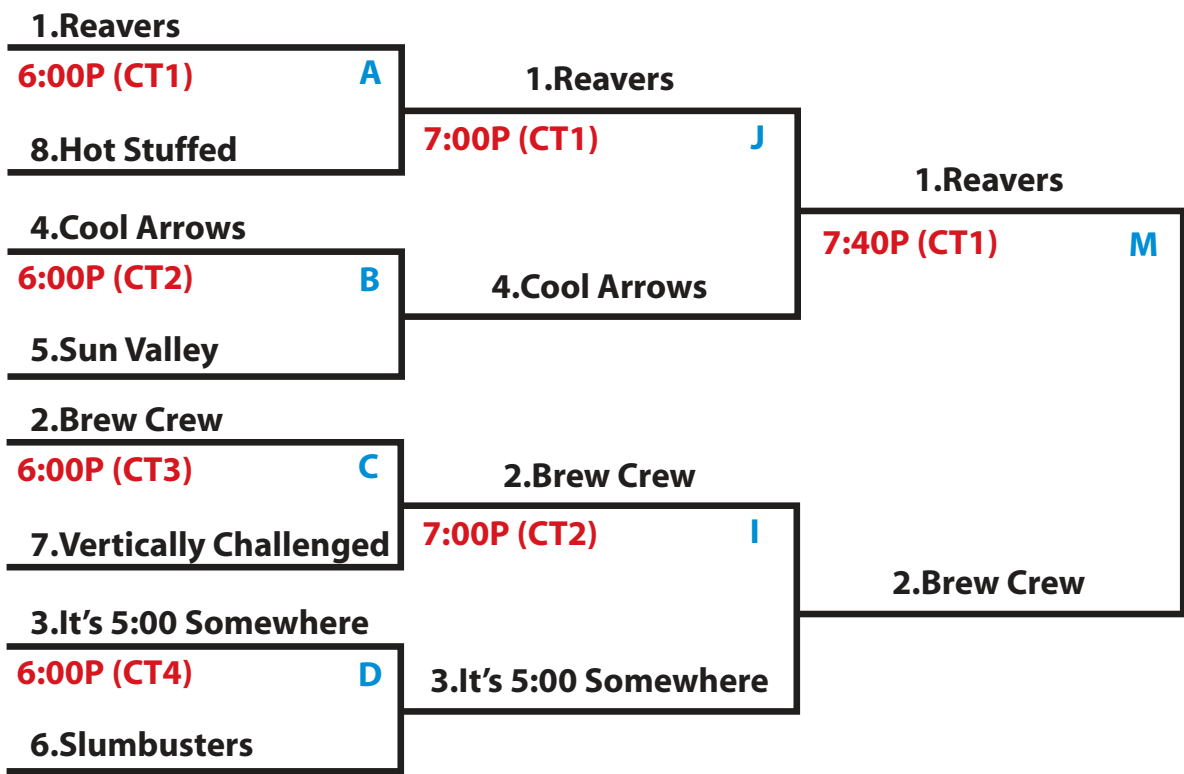 1.Reavers
6:00P (CT1) A
8.Hot Stuffed
4.Cool Arrows
6:00P (CT2) B
5.Sun Valley
2.Brew Crew
6:00P (CT3) C
7.Vertically Challenged
3.It's 5:00 Somewhere
6:00P (CT4) D
6.Slumbusters
1.Reavers
7:00P (CT1) J
4.Cool Arrows
2.Brew Crew
7:00P (CT2) I
3.It's 5:00 Somewhere
1.Reavers
7:40P (CT1) M
2.Brew Crew